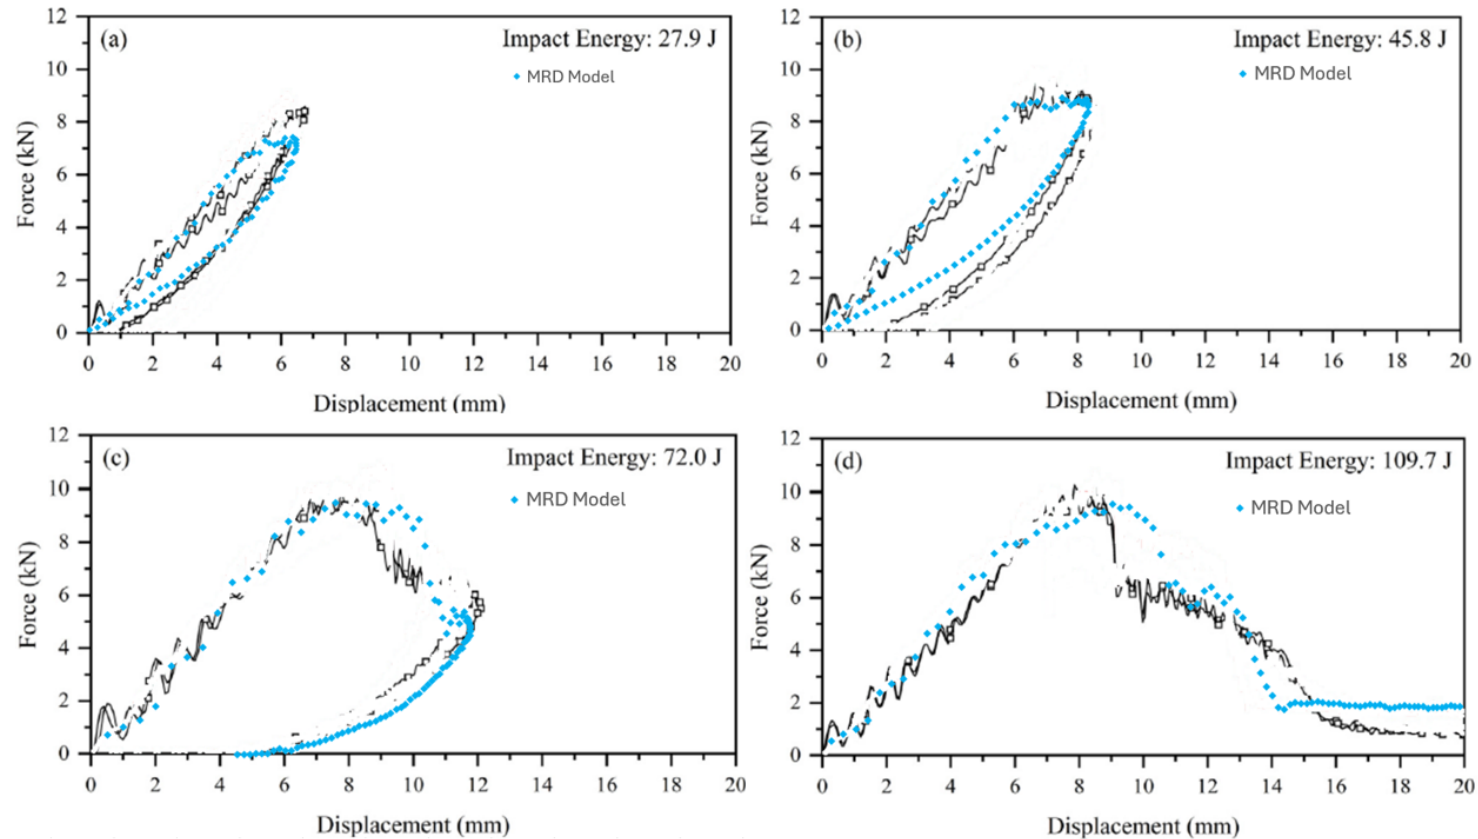 (a) Impact Energy: 27.9 J
MRD Model
Force (kN)
12
10
8
6
4
2
0
0 2 4 6 8 10 12 14 16 18 20
Displacement (mm)
(b) Impact Energy: 45.8 J
MRD Model
Force (kN)
12
10
8
6
4
2
0
0 2 4 6 8 10 12 14 16 18 20
Displacement (mm)
(c) Impact Energy: 72.0 J
MRD Model
Force (kN)
12
10
8
6
4
2
0
0 2 4 6 8 10 12 14 16 18 20
Displacement (mm)
(d) Impact Energy: 109.7 J
MRD Model
Force (kN)
12
10
8
6
4
2
0
0 2 4 6 8 10 12 14 16 18 20
Displacement (mm)